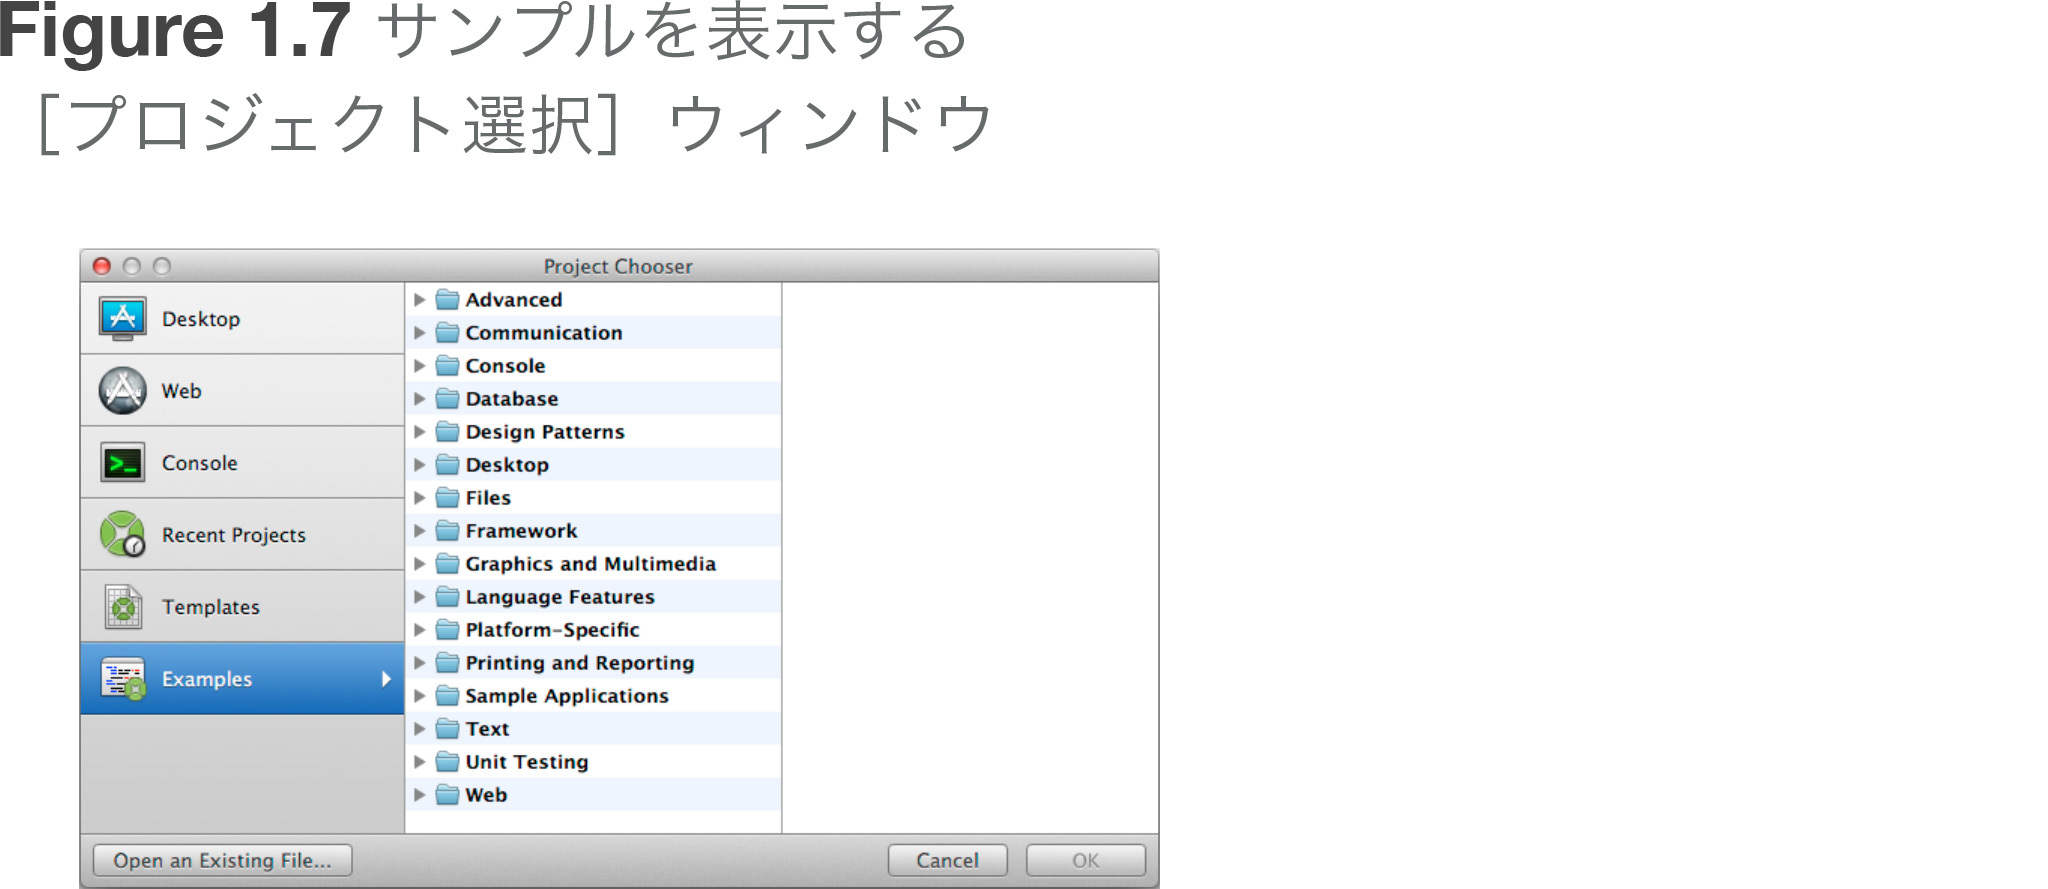 Figure 1.7 サンプルを表示する
［プロジェクト選択］ウィンドウ
Project Chooser
Desktop
Web
Console
Recent Projects
Templates
Examples
Advanced
Communication
Console
Database
Design Patterns
Desktop
Files
Framework
Graphics and Multimedia
Language Features
Platform-Specific
Printing and Reporting
Sample Applications
Text
Unit Testing
Web
Open an Existing File...
Cancel
OK